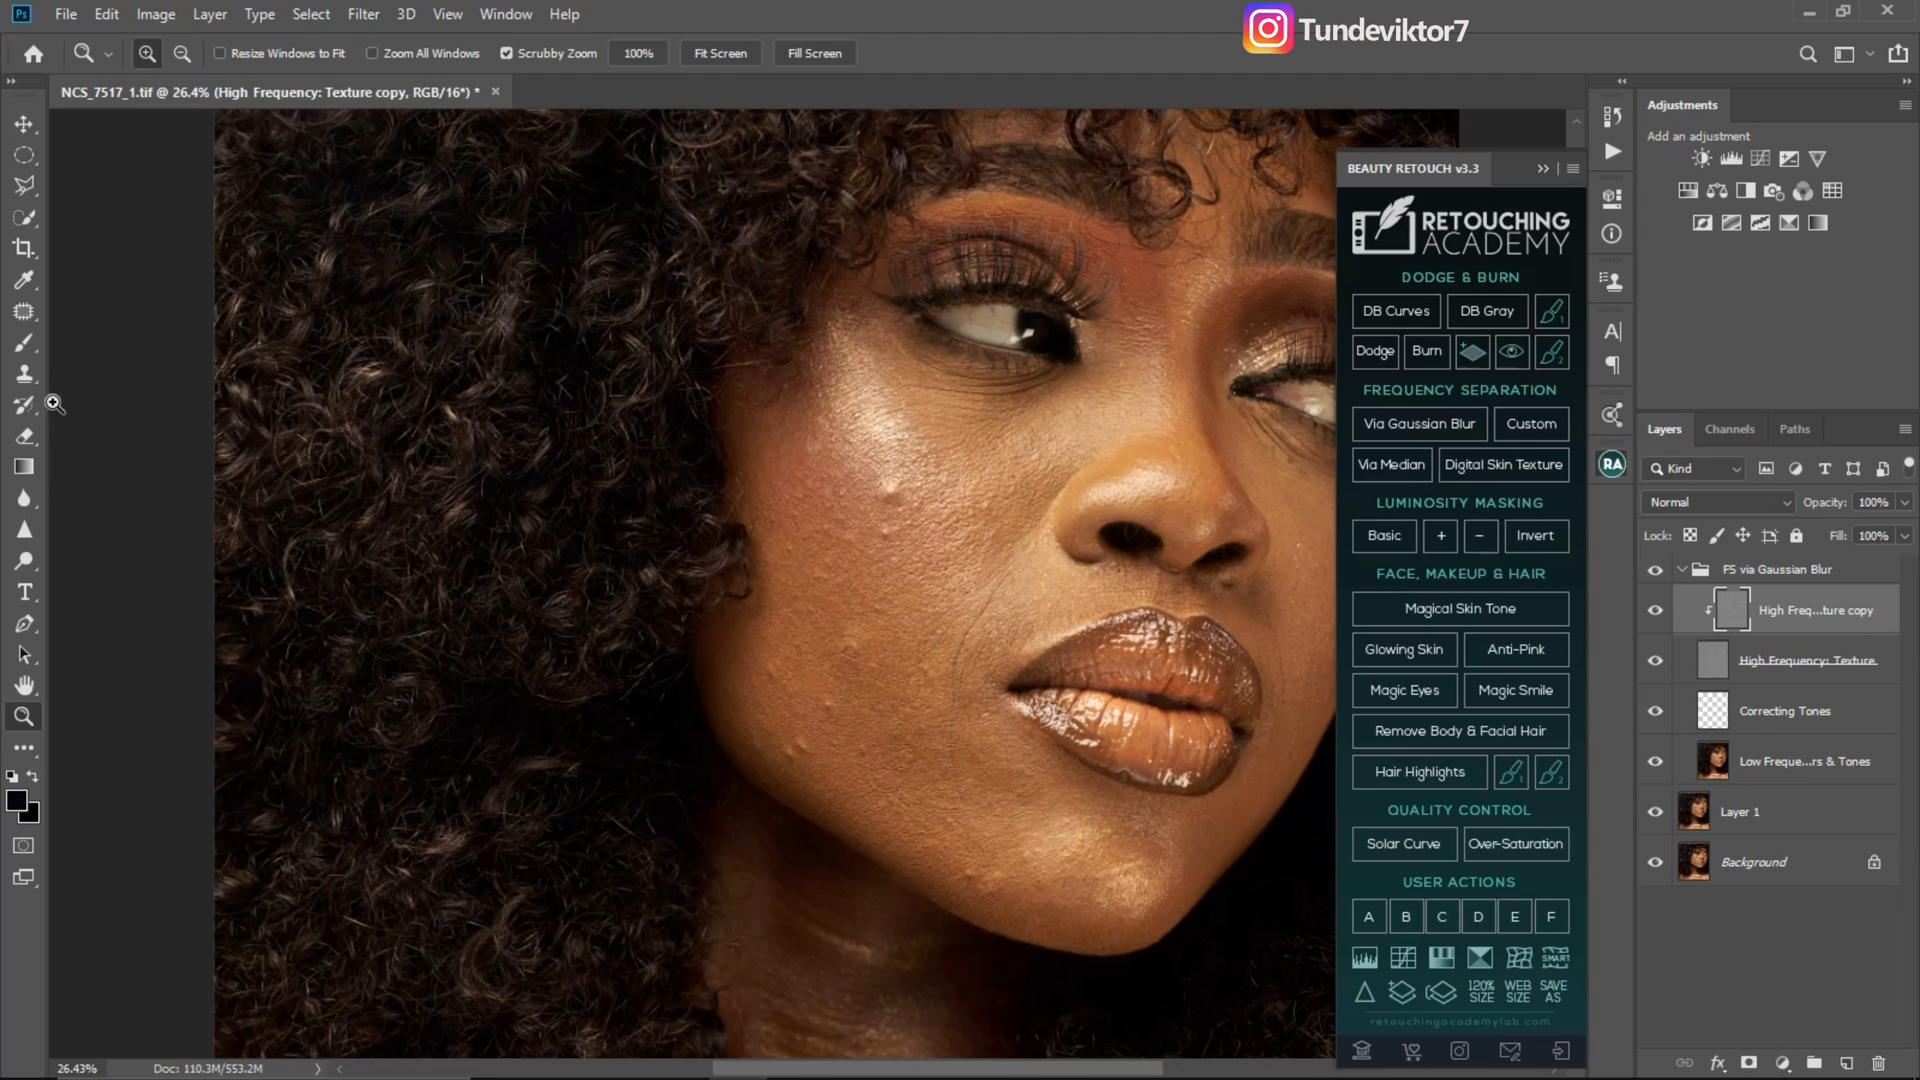 Ps File Edit Image Layer Type Select Filter 3D View Window Help
Tundeviktor7
Resize Windows to Fit Zoom All Windows Scrubby Zoom 100% Fit Screen Fill Screen
NCS_7517_1.tif @ 26.4% (High Frequency: Texture copy, RGB/16*) *
BEAUTY RETOUCH v3.3
RETOUCHING
ACADEMY
DODGE & BURN
DB Curves DB Gray 1
Dodge Burn 2
FREQUENCY SEPARATION
Via Gaussian Blur Custom
Via Median Digital Skin Texture
LUMINOSITY MASKING
Basic + - Invert
FACE, MAKEUP & HAIR
Magical Skin Tone
Glowing Skin Anti-Pink
Magic Eyes Magic Smile
Remove Body & Facial Hair
Hair Highlights 1 2
QUALITY CONTROL
Solar Curve Over-Saturation
USER ACTIONS
A B C D E F
SMART
120% SIZE WEB SIZE SAVE AS
retouchingacademylab.com
RA
Adjustments
Add an adjustment
Layers Channels Paths
Kind
Normal Opacity: 100%
Lock: Fill: 100%
FS via Gaussian Blur
High Freq...ture copy
High Frequency: Texture
Correcting Tones
Low Freque...rs & Tones
Layer 1
Background
26.43% Doc: 110.3M/553.2M